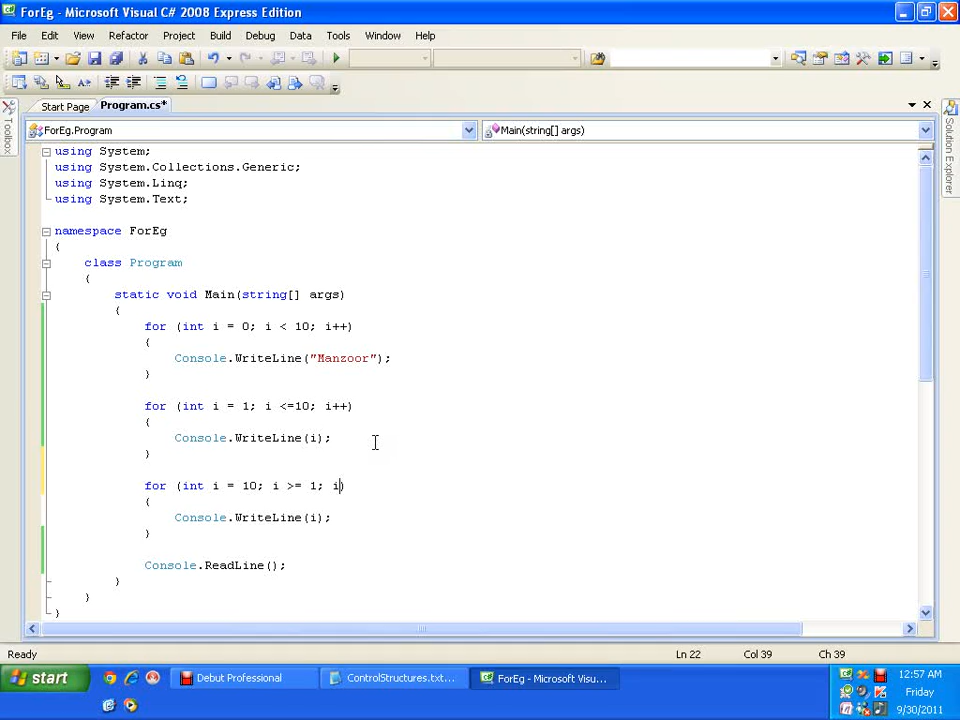 ForEg - Microsoft Visual C# 2008 Express Edition
File Edit View Refactor Project Build Debug Data Tools Window Help
Start Page Program.cs*
Toolbox
Solution Explorer
ForEg.Program
Main(string[] args)
using System;
using System.Collections.Generic;
using System.Linq;
using System.Text;
namespace ForEg
{
class Program
{
static void Main(string[] args)
{
for (int i = 0; i < 10; i++)
{
Console.WriteLine("Manzoor");
}
for (int i = 1; i <=10; i++)
{
Console.WriteLine(i);
}
for (int i = 10; i >= 1; i)
{
Console.WriteLine(i);
}
Console.ReadLine();
}
}
}
Ready Ln 22 Col 39 Ch 39
start Debut Professional ControlStructures.txt... ForEg - Microsoft Visu...
12:57 AM
Friday
9/30/2011